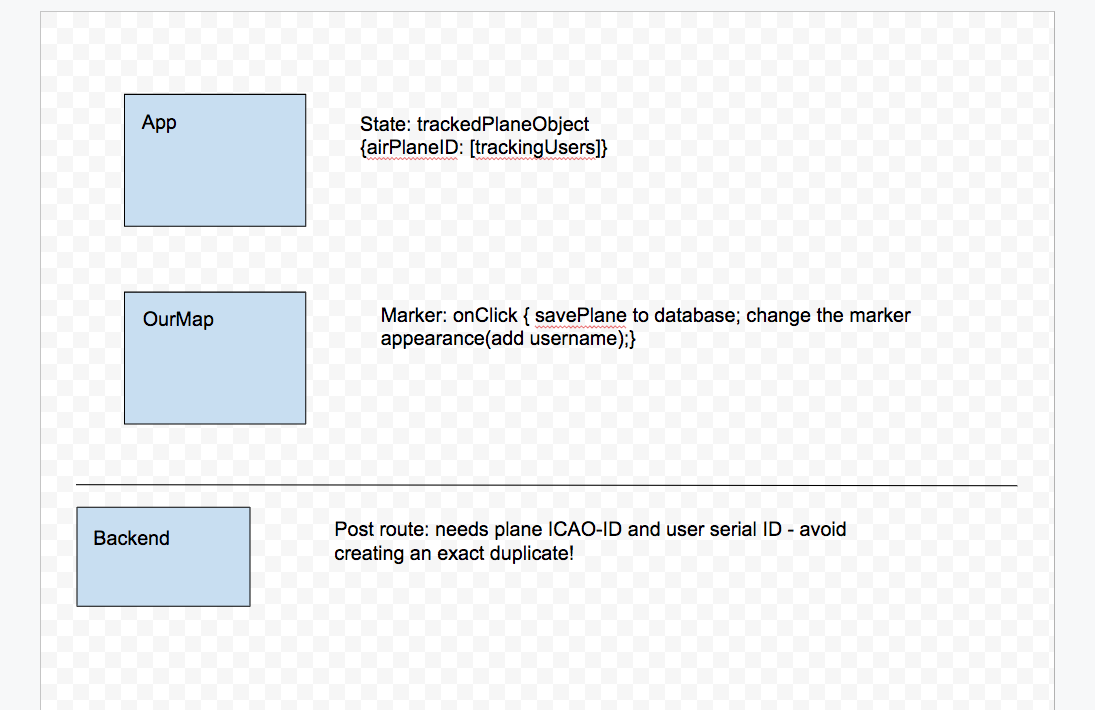 App
State: trackedPlaneObject
{airPlaneID: [trackingUsers]}
OurMap
Marker: onClick { savePlane to database; change the marker
appearance(add username);}
Backend
Post route: needs plane ICAO-ID and user serial ID - avoid
creating an exact duplicate!